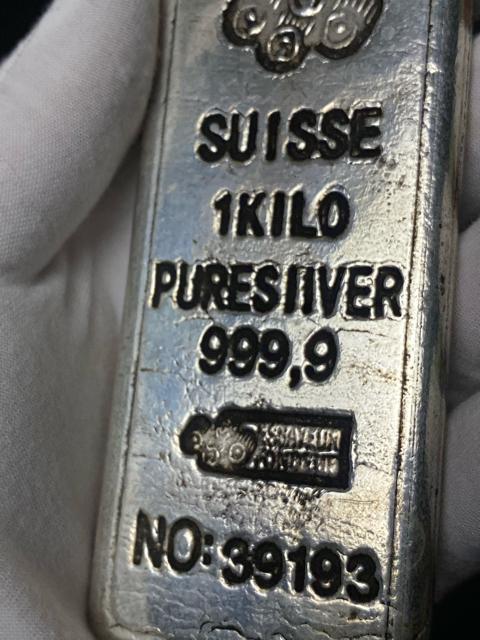 SUISSE
1KILO
PURESIIVER
999,9
NO: 39193